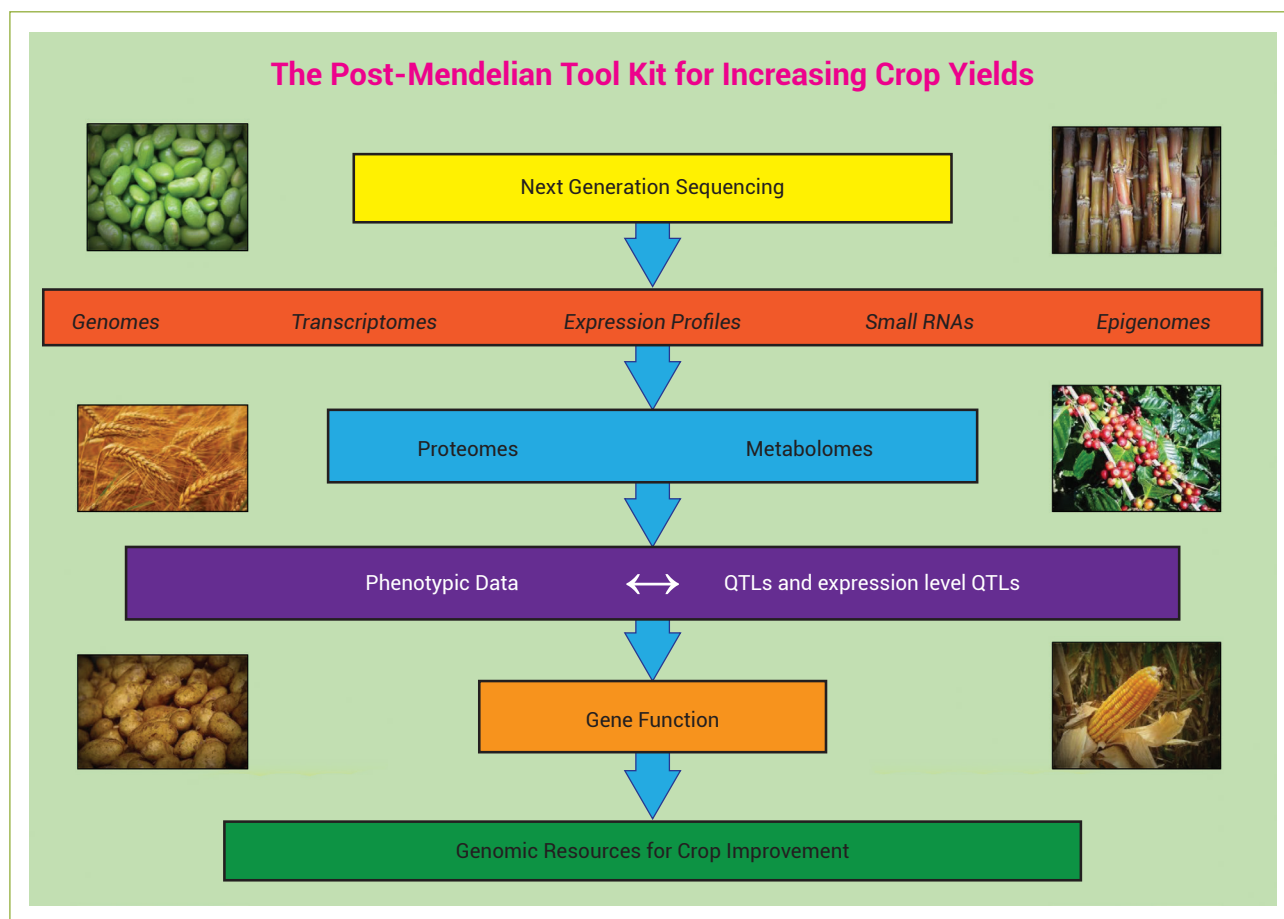 The Post-Mendelian Tool Kit for Increasing Crop Yields
Next Generation Sequencing
Genomes Transcriptomes Expression Profiles Small RNAs Epigenomes
Proteomes Metabolomes
Phenotypic Data ↔ QTLs and expression level QTLs
Gene Function
Genomic Resources for Crop Improvement